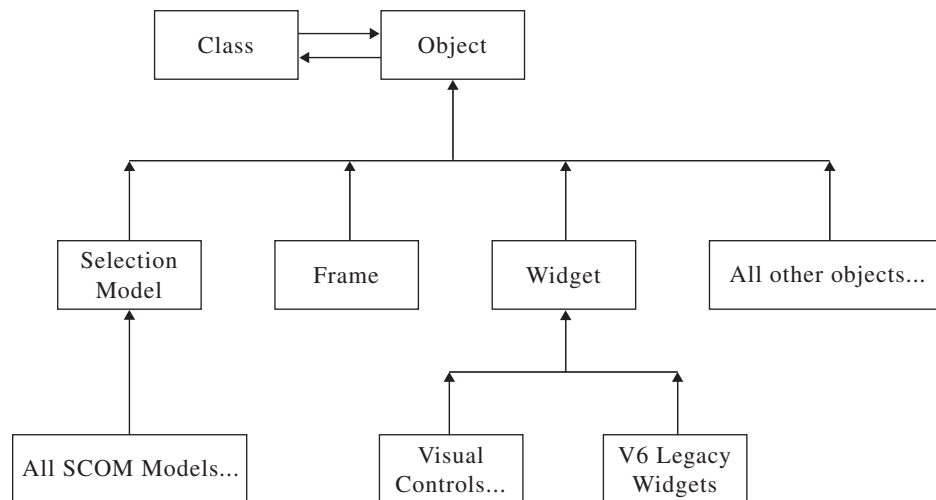 Class
Object
Selection
Model
Frame
Widget
All other objects...
All SCOM Models...
Visual
Controls...
V6 Legacy
Widgets